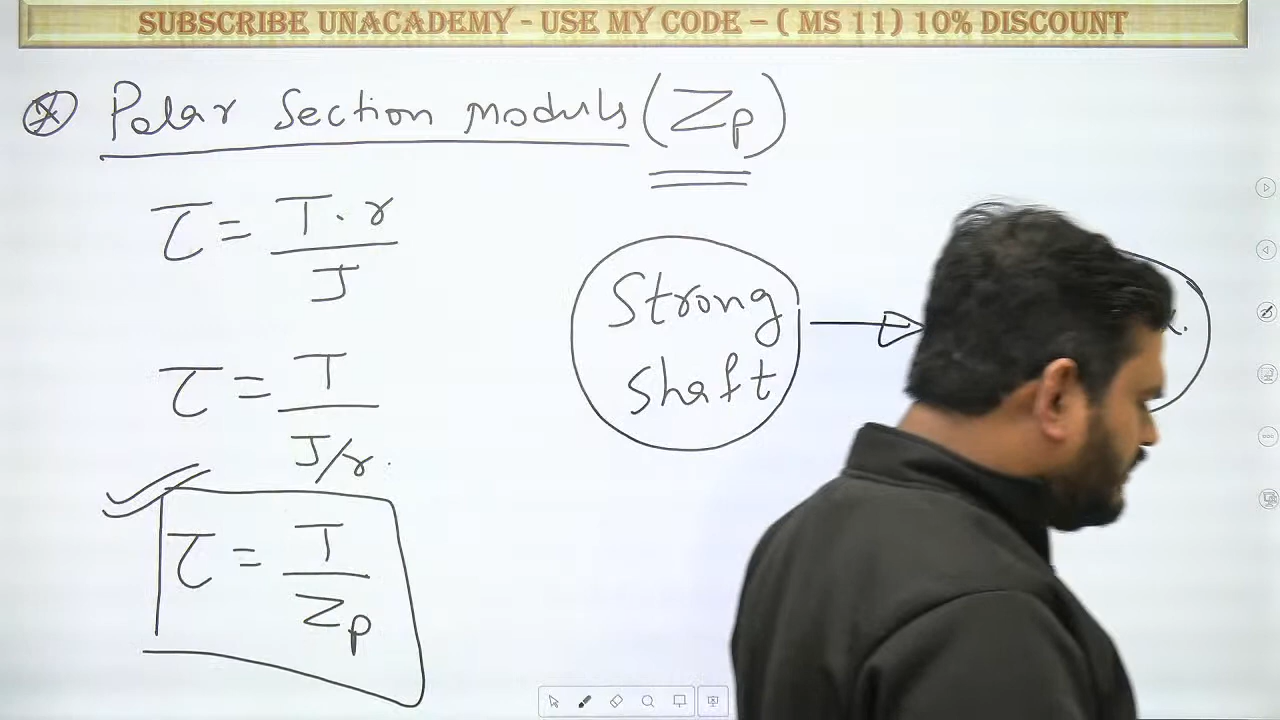 SUBSCRIBE UNACADEMY - USE MY CODE – ( MS 11) 10% DISCOUNT
Polar Section moduls (Zp)
τ = T · r / J
τ = T / J/r.
τ = T / Zp
Strong
shaft